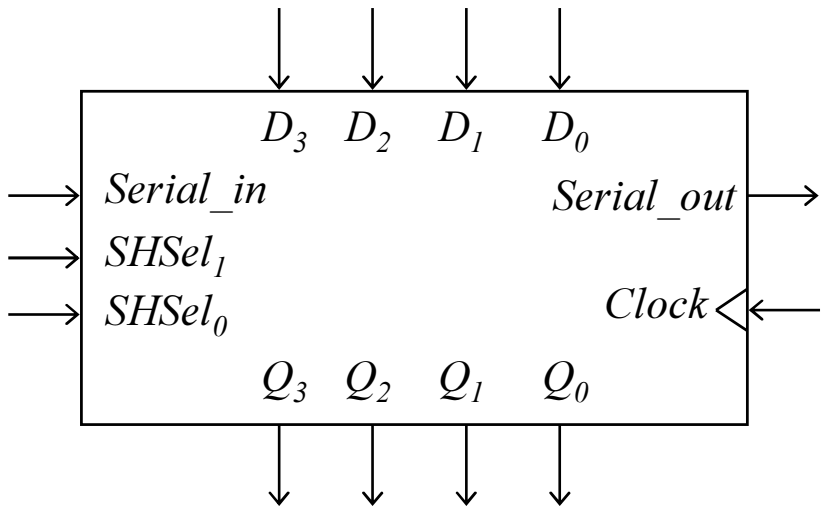 D3 D2 D1 D0
Serial_in
Serial_out
SHSel1
SHSel0
Clock
Q3 Q2 Q1 Q0